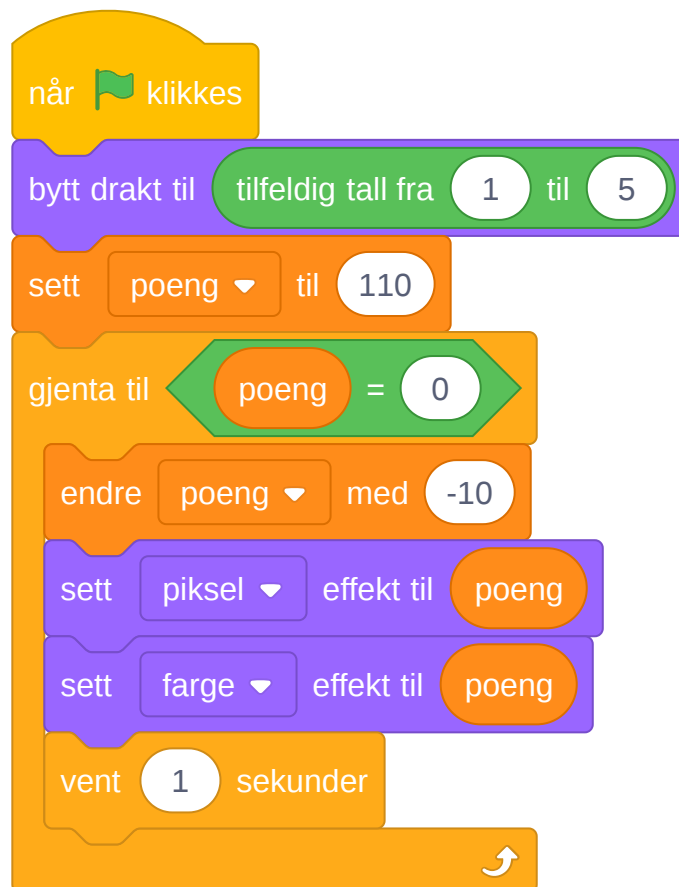 når klikkes
bytt drakt til tilfeldig tall fra 1 til 5
sett poeng til 110
gjenta til poeng = 0
endre poeng med -10
sett piksel effekt til poeng
sett farge effekt til poeng
vent 1 sekunder